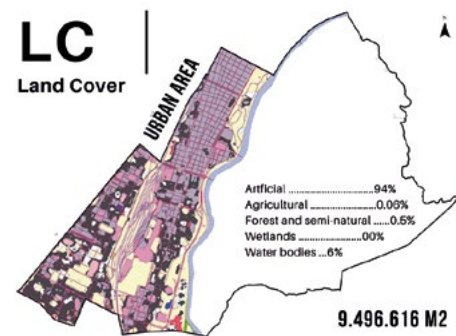 LC
Land Cover
URBAN AREA
Artficial ....................94%
Agricultural ..............0.06%
Forest and semi-natural .....0.5%
Wetlands ......................00%
Water bodies ...6%
9.496.616 M2